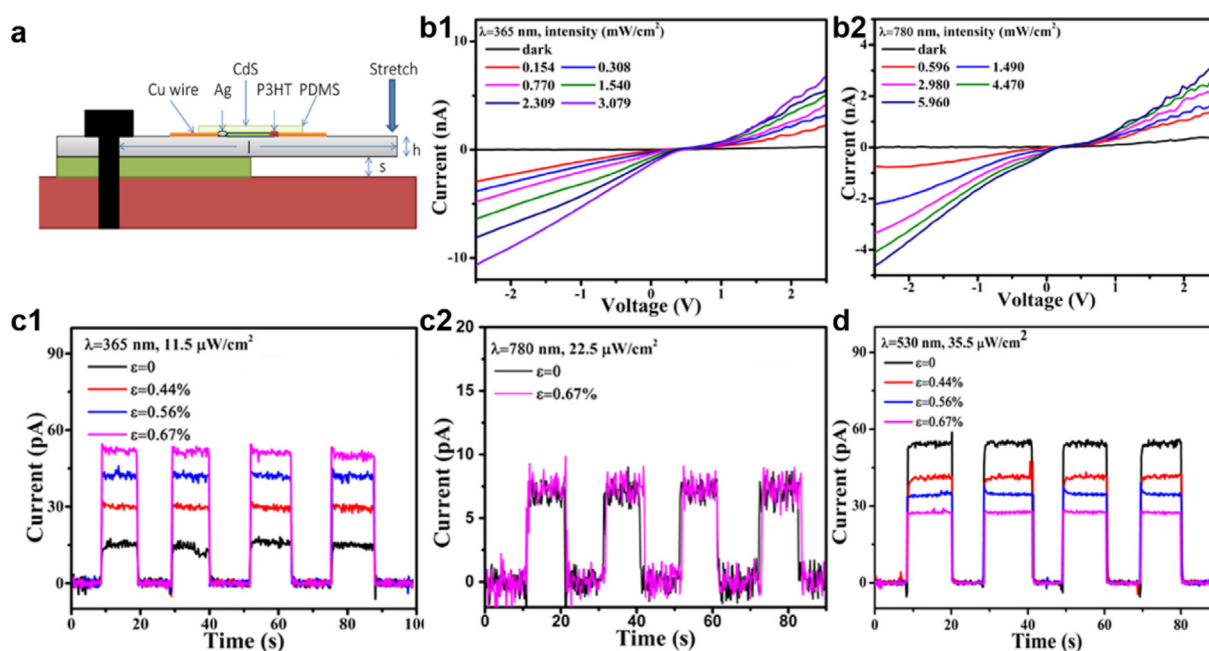 a
CdS
Stretch
Cu wire
Ag
P3HT
PDMS
l
h
s
b1
λ=365 nm, intensity (mW/cm²)
dark
0.154 0.308
0.770 1.540
2.309 3.079
10
5
0
-5
-10
Current (nA)
-2 -1 0 1 2
Voltage (V)
b2
λ=780 nm, intensity (mW/cm²)
dark
0.596 1.490
2.980 4.470
5.960
2
0
-2
-4
Current (nA)
-2 -1 0 1 2
Voltage (V)
c1
λ=365 nm, 11.5 μW/cm²
ε=0
ε=0.44%
ε=0.56%
ε=0.67%
90
60
30
0
Current (pA)
0 20 40 60 80 100
Time (s)
c2
λ=780 nm, 22.5 μW/cm²
ε=0
ε=0.67%
20
15
10
5
0
Current (pA)
0 20 40 60 80
Time (s)
d
λ=530 nm, 35.5 μW/cm²
ε=0
ε=0.44%
ε=0.56%
ε=0.67%
90
60
30
0
Current (pA)
0 20 40 60 80
Time (s)